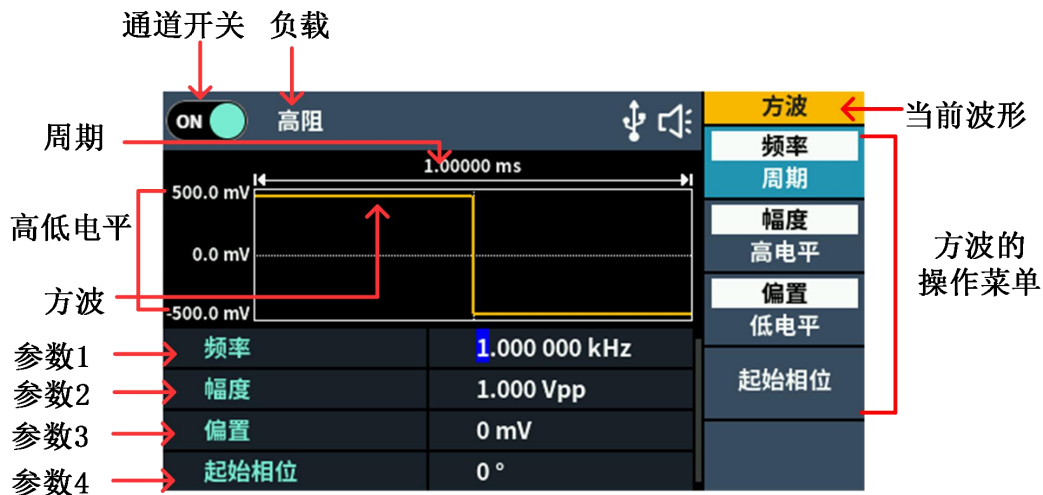 通道开关 负载
ON 高阻
方波
当前波形
周期
1.00000 ms
频率
周期
500.0 mV
高低电平
幅度
高电平
0.0 mV
方波的
操作菜单
偏置
低电平
方波
-500.0 mV
参数1 频率 1.000 000 kHz
起始相位
参数2 幅度 1.000 Vpp
参数3 偏置 0 mV
参数4 起始相位 0 °